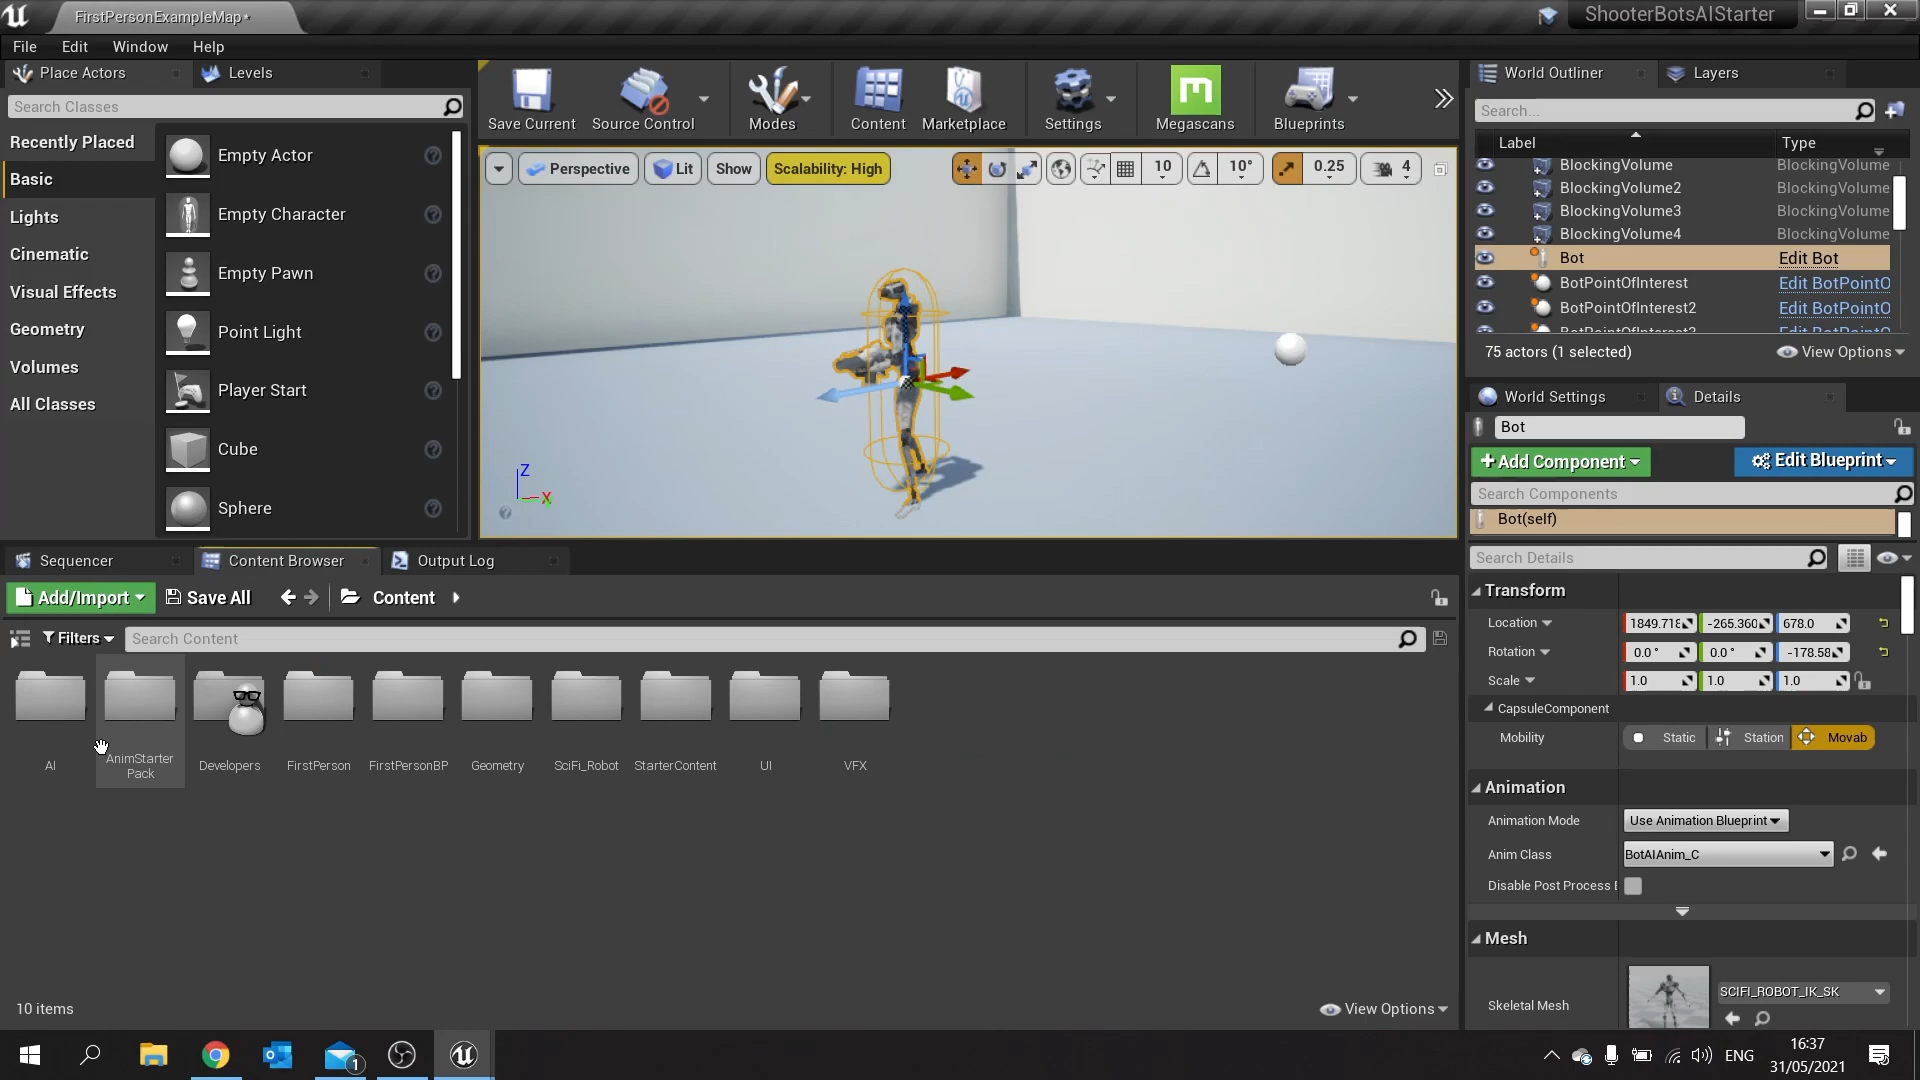 FirstPersonExampleMap*
ShooterBotsAIStarter
File Edit Window Help
Place Actors
Levels
Search Classes
Recently Placed
Basic
Lights
Cinematic
Visual Effects
Geometry
Volumes
All Classes
Empty Actor
Empty Character
Empty Pawn
Point Light
Player Start
Cube
Sphere
Save Current
Source Control
Modes
Content
Marketplace
Settings
Megascans
Blueprints
Perspective
Lit
Show
Scalability: High
10
10°
0.25
4
Z
X
World Outliner
Layers
Search...
Label
Type
BlockingVolume BlockingVolume
BlockingVolume2 BlockingVolume
BlockingVolume3 BlockingVolume
BlockingVolume4 BlockingVolume
Bot Edit Bot
BotPointOfInterest Edit BotPointO
BotPointOfInterest2 Edit BotPointO
BotPointOfInterest3 Edit BotPointO
75 actors (1 selected)
View Options
World Settings
Details
Bot
+Add Component
Edit Blueprint
Search Components
Bot(self)
Search Details
Transform
Location 1849.718 -265.360 678.0
Rotation 0.0° 0.0° -178.58
Scale 1.0 1.0 1.0
CapsuleComponent
Mobility Static Station Movab
Animation
Animation Mode Use Animation Blueprint
Anim Class BotAIAnim_C
Disable Post Process
Mesh
Skeletal Mesh SCIFI_ROBOT_IK_SK
Sequencer
Content Browser
Output Log
Add/Import
Save All
Content
Filters
Search Content
AI
AnimStarter
Pack
Developers
FirstPerson
FirstPersonBP
Geometry
SciFi_Robot
StarterContent
UI
VFX
10 items
View Options
1
ENG
16:37
31/05/2021